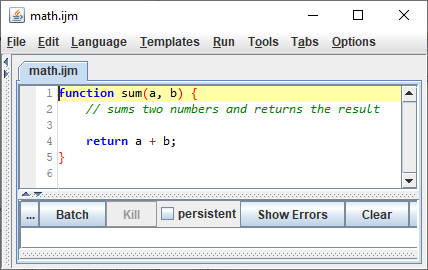 math.ijm
File Edit Language Templates Run Tools Tabs Options
math.ijm
1 function sum(a, b) {
2     // sums two numbers and returns the result
3
4     return a + b;
5 }
6
... Batch Kill persistent Show Errors Clear